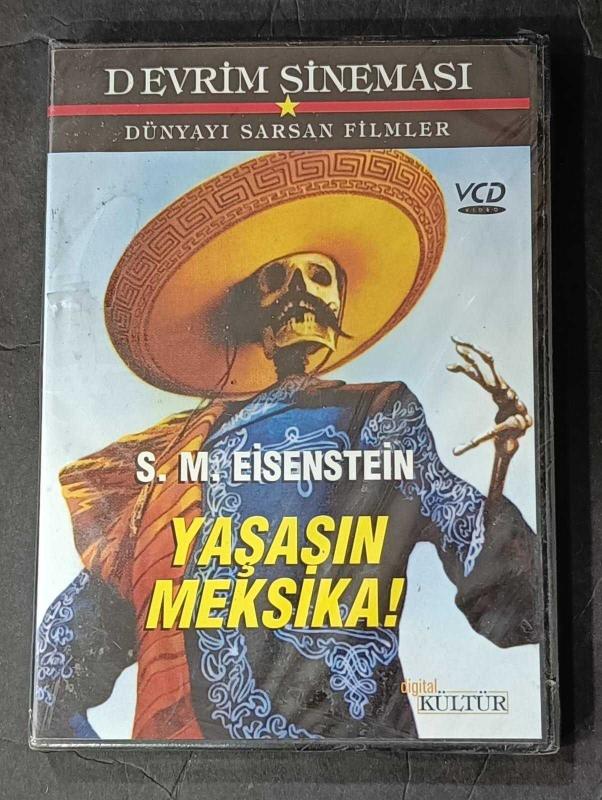 DEVRİM SİNEMASI
DÜNYAYI SARSAN FİLMLER
VCD
VIDEO
S. M. EİSENSTEİN
YAŞASIN
MEKSİKA!
digital
KÜLTÜR